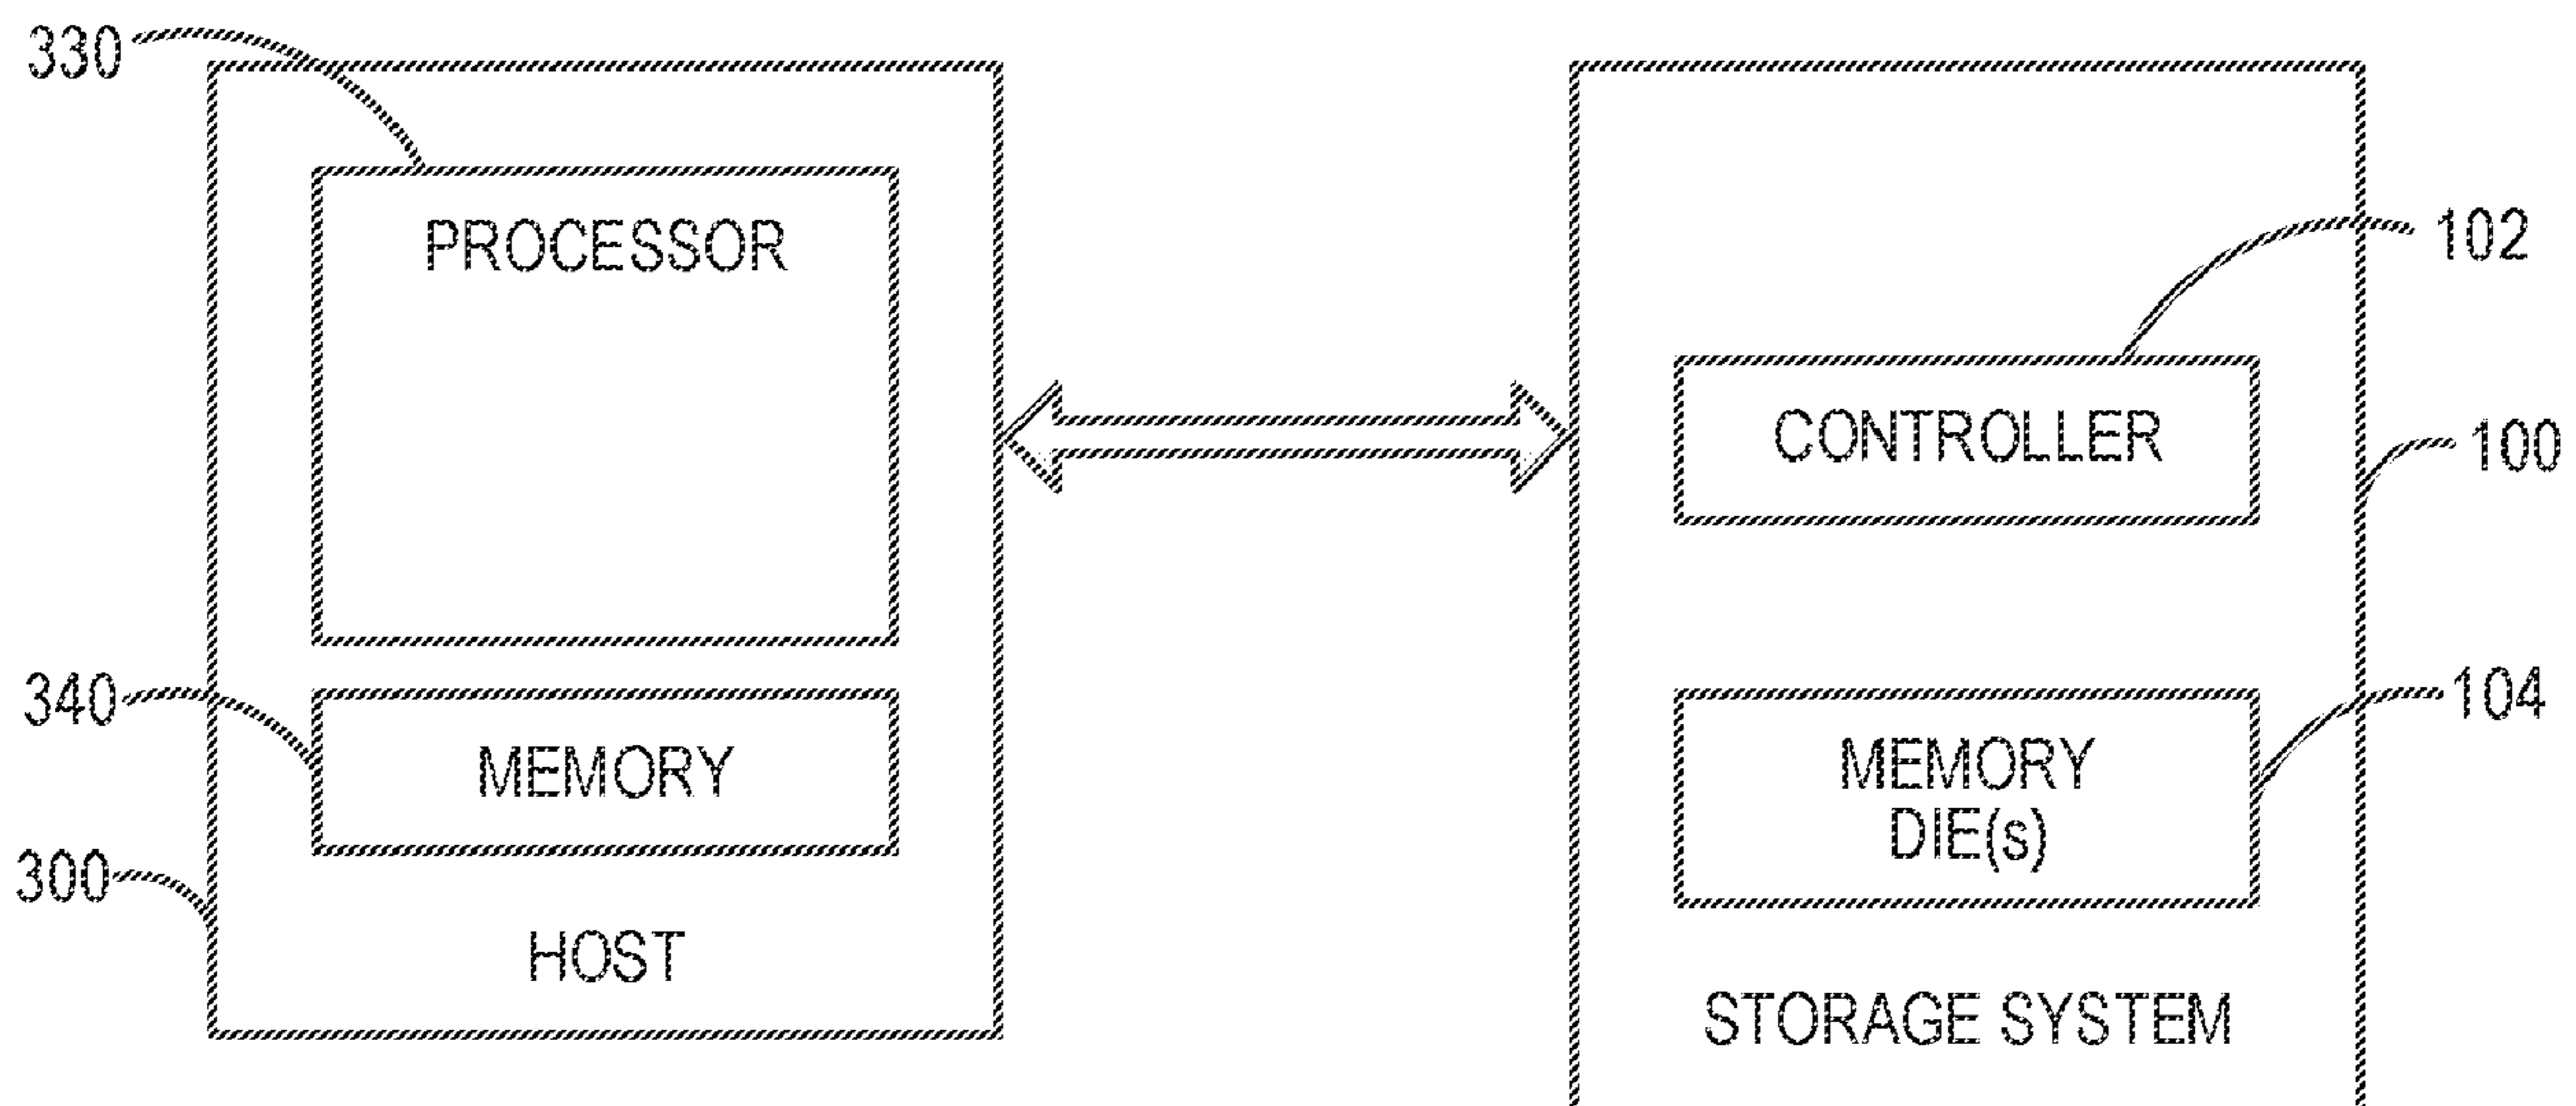 330
PROCESSOR
340
MEMORY
300
HOST
102
CONTROLLER
100
104
MEMORY
DIE(s)
STORAGE SYSTEM